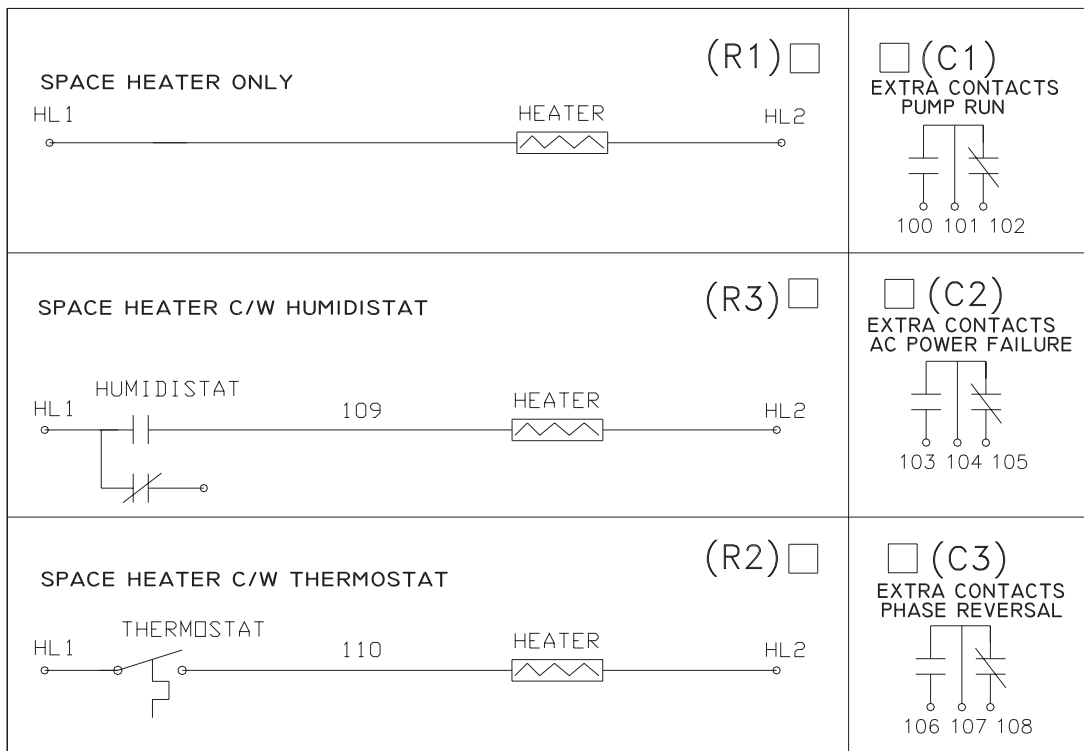 (R1)
SPACE HEATER ONLY
HL1
HEATER
HL2
(C1)
EXTRA CONTACTS
PUMP RUN
100 101 102
(R3)
SPACE HEATER C/W HUMIDISTAT
HUMIDISTAT
HL1
109
HEATER
HL2
(C2)
EXTRA CONTACTS
AC POWER FAILURE
103 104 105
(R2)
SPACE HEATER C/W THERMOSTAT
THERMOSTAT
HL1
110
HEATER
HL2
(C3)
EXTRA CONTACTS
PHASE REVERSAL
106 107 108